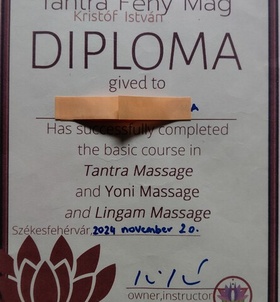 Tantra Fény Mag
Kristóf István
DIPLOMA
gived to
Has successfully completed
the basic course in
Tantra Massage
and Yoni Massage
and Lingam Massage
Székesfehérvár, 2024 november 20.
owner, instructor